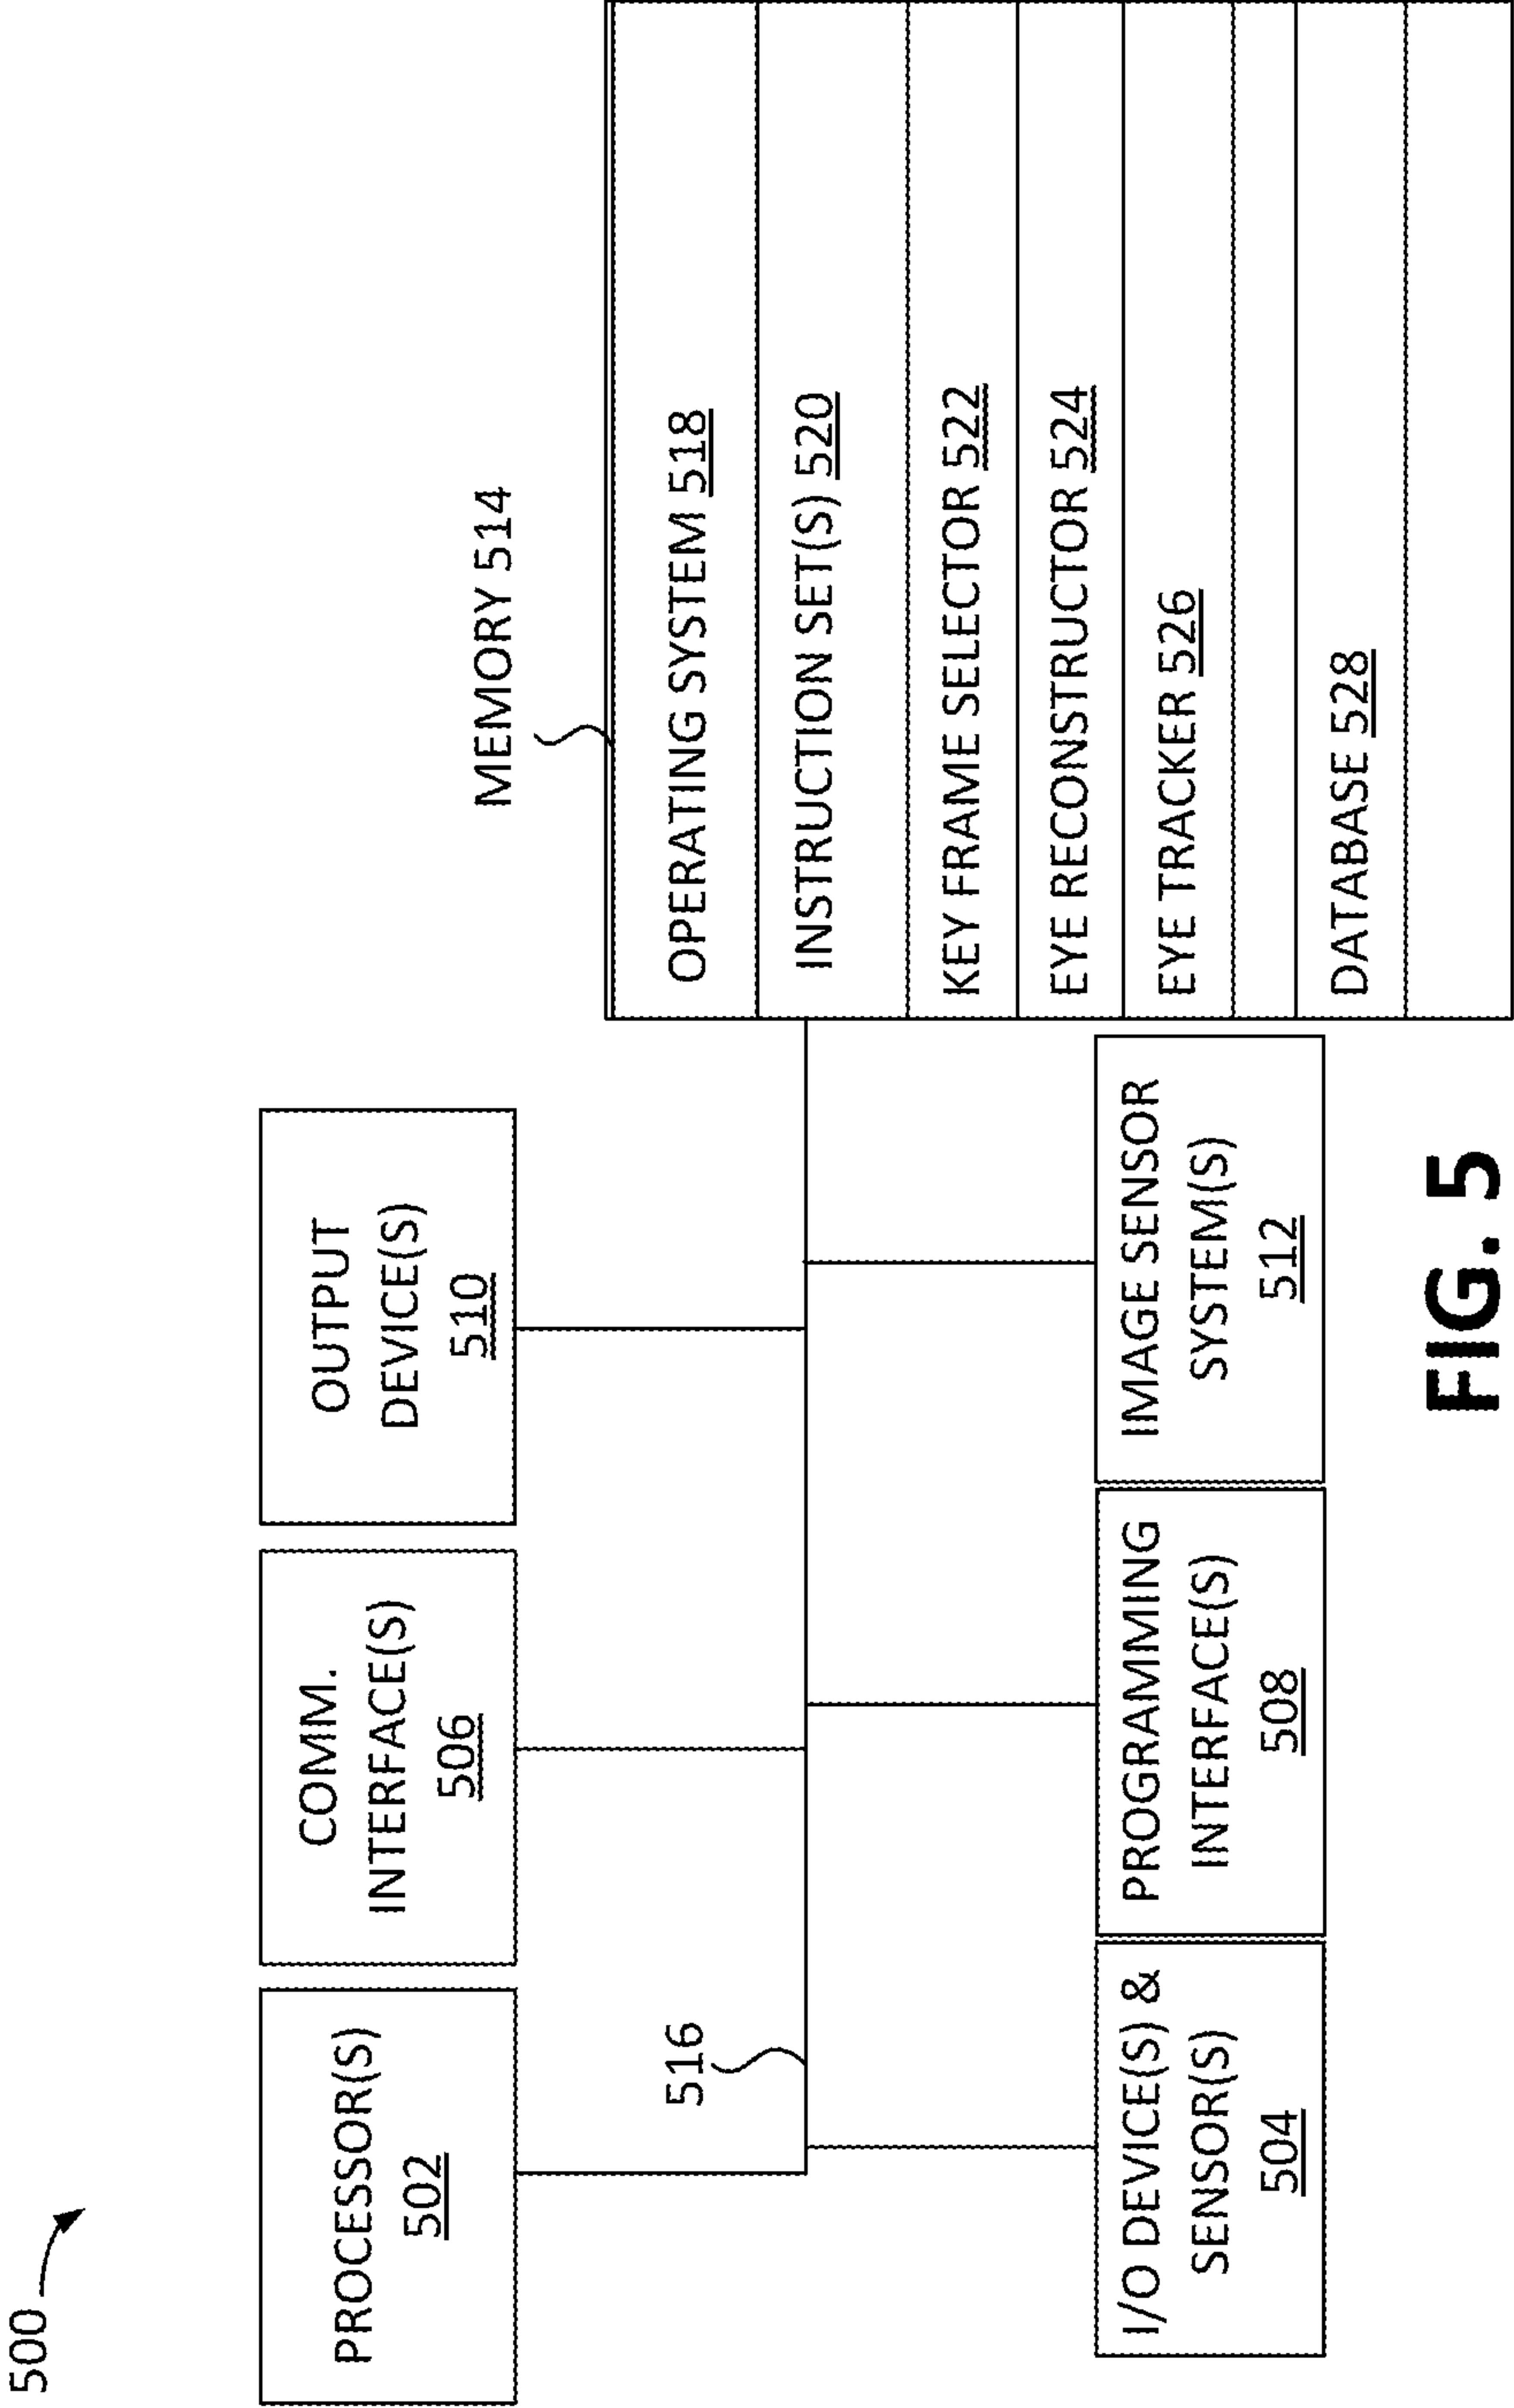 500
PROCESSOR(S)
502
COMM.
INTERFACE(S)
506
OUTPUT
DEVICE(S)
510
516
I/O DEVICE(S) &
SENSOR(S)
504
PROGRAMMING
INTERFACE(S)
508
IMAGE SENSOR
SYSTEM(S)
512
MEMORY 514
OPERATING SYSTEM 518
INSTRUCTION SET(S) 520
KEY FRAME SELECTOR 522
EYE RECONSTRUCTOR 524
EYE TRACKER 526
DATABASE 528
FIG. 5